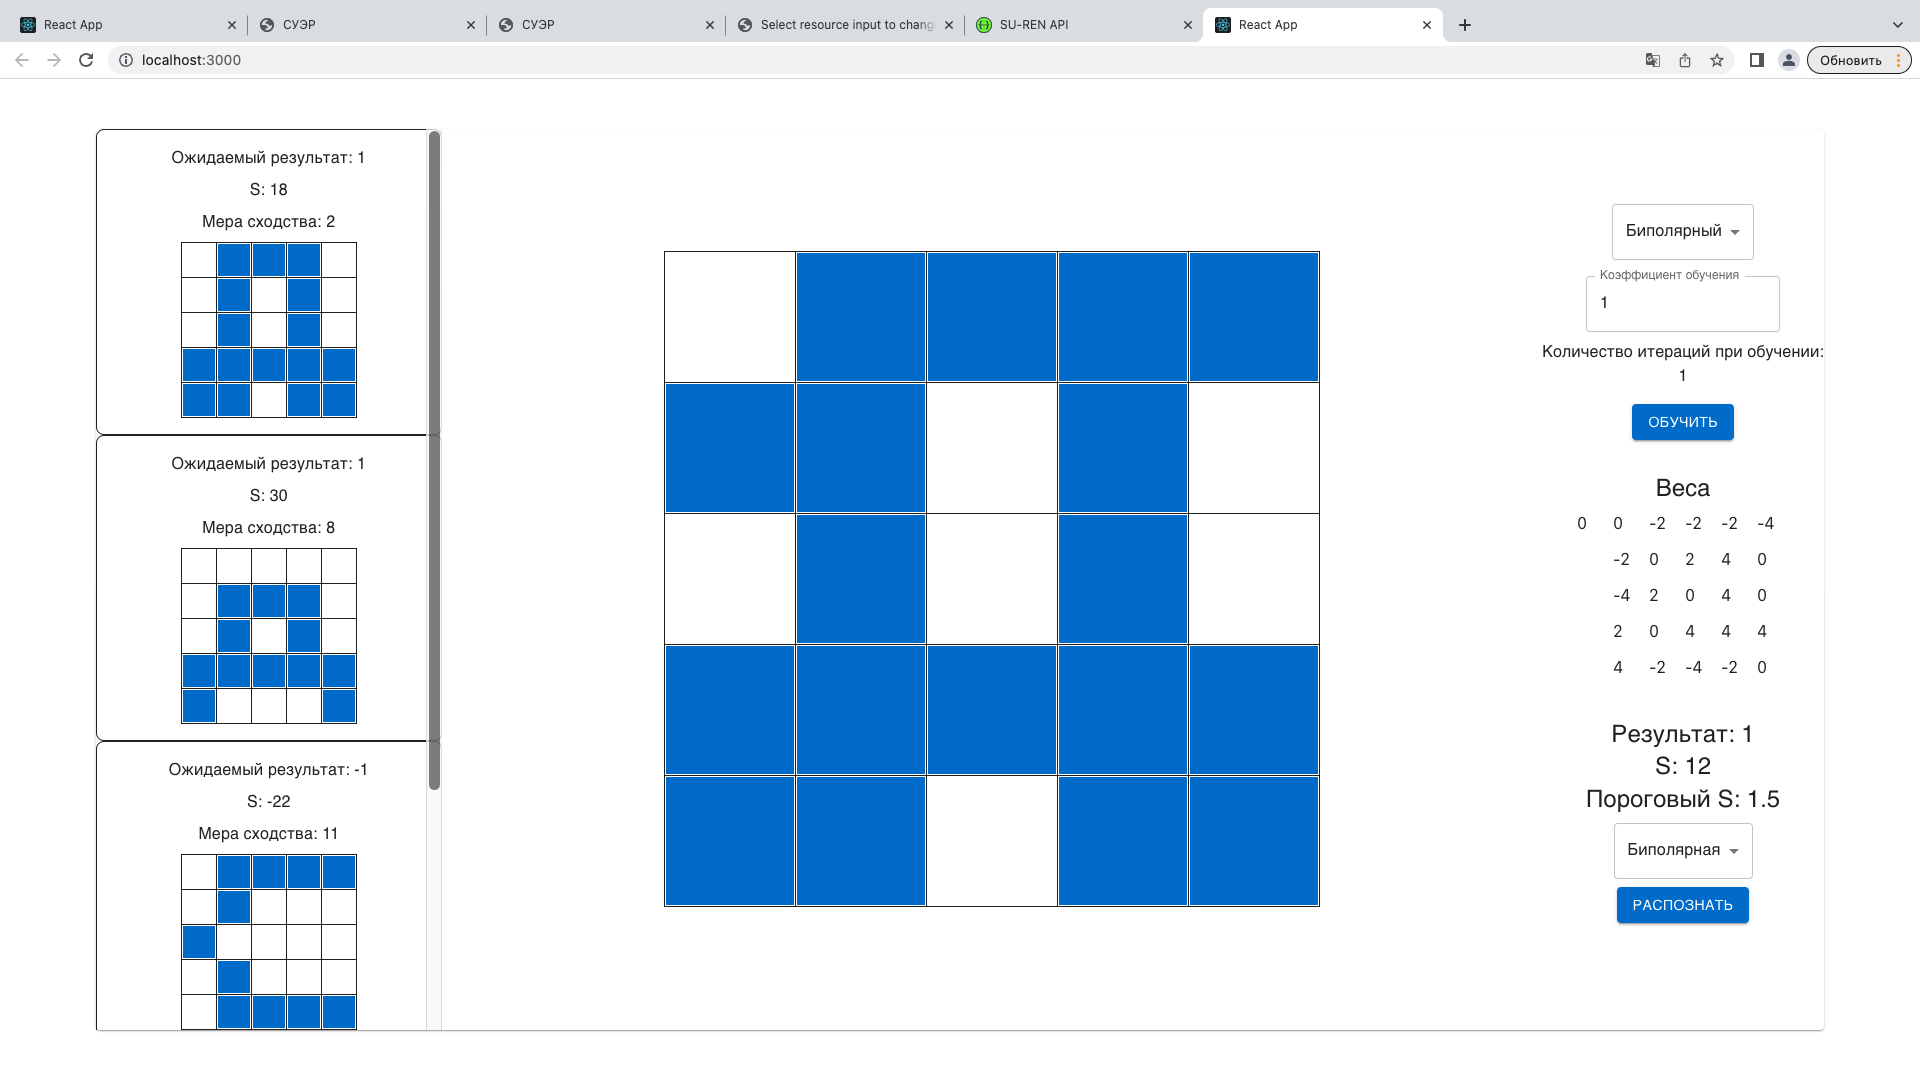 React App
СУЭР
СУЭР
Select resource input to chang
SU-REN API
React App
localhost:3000
Обновить
Ожидаемый результат: 1
S: 18
Мера сходства: 2
Ожидаемый результат: 1
S: 30
Мера сходства: 8
Ожидаемый результат: -1
S: -22
Мера сходства: 11
Биполярный
Коэффициент обучения
1
Количество итераций при обучении:
1
ОБУЧИТЬ
Веса
0 0 -2 -2 -2 -4
-2 0 2 4 0
-4 2 0 4 0
2 0 4 4 4
4 -2 -4 -2 0
Результат: 1
S: 12
Пороговый S: 1.5
Биполярная
РАСПОЗНАТЬ